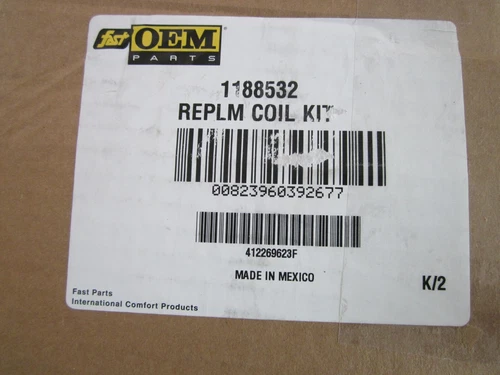 fast OEM
PARTS
1188532
REPLM COIL KIT
00823960392677
412269623F
MADE IN MEXICO
K/2
Fast Parts
International Comfort Products